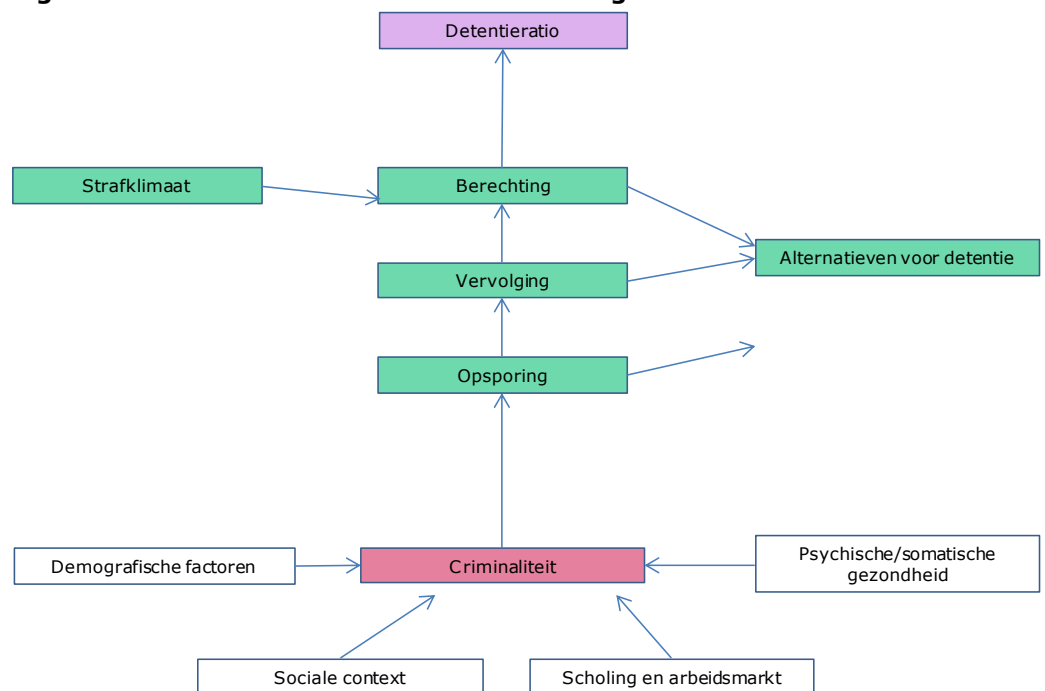 Detentieratio
Strafklimaat
Berechting
Alternatieven voor detentie
Vervolging
Opsporing
Demografische factoren
Criminaliteit
Psychische/somatische
gezondheid
Sociale context
Scholing en arbeidsmarkt